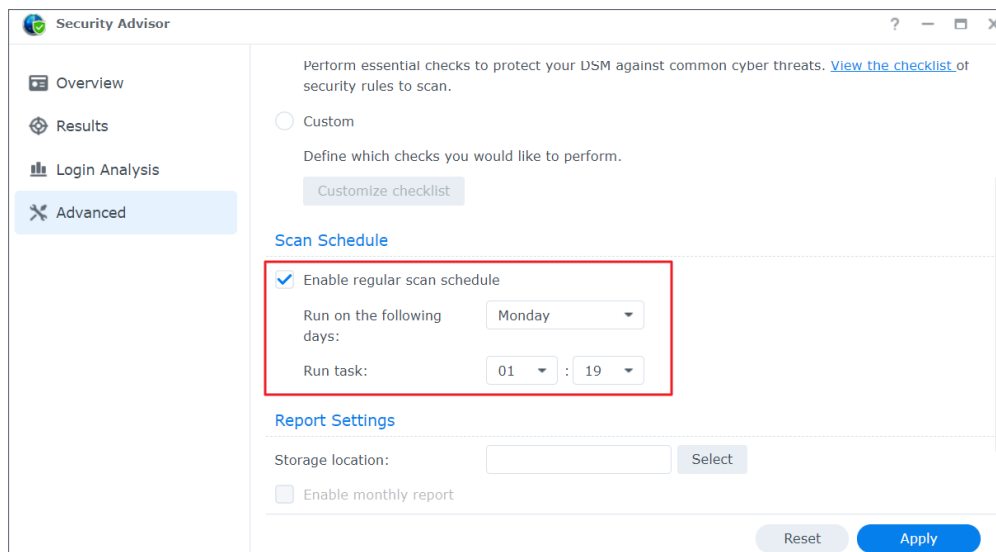 Security Advisor
?
Overview
Results
Login Analysis
Advanced
Perform essential checks to protect your DSM against common cyber threats. View the checklist of
security rules to scan.
Custom
Define which checks you would like to perform.
Customize checklist
Scan Schedule
Enable regular scan schedule
Run on the following
days:
Monday
Run task:
01 : 19
Report Settings
Storage location:
Select
Enable monthly report
Reset
Apply